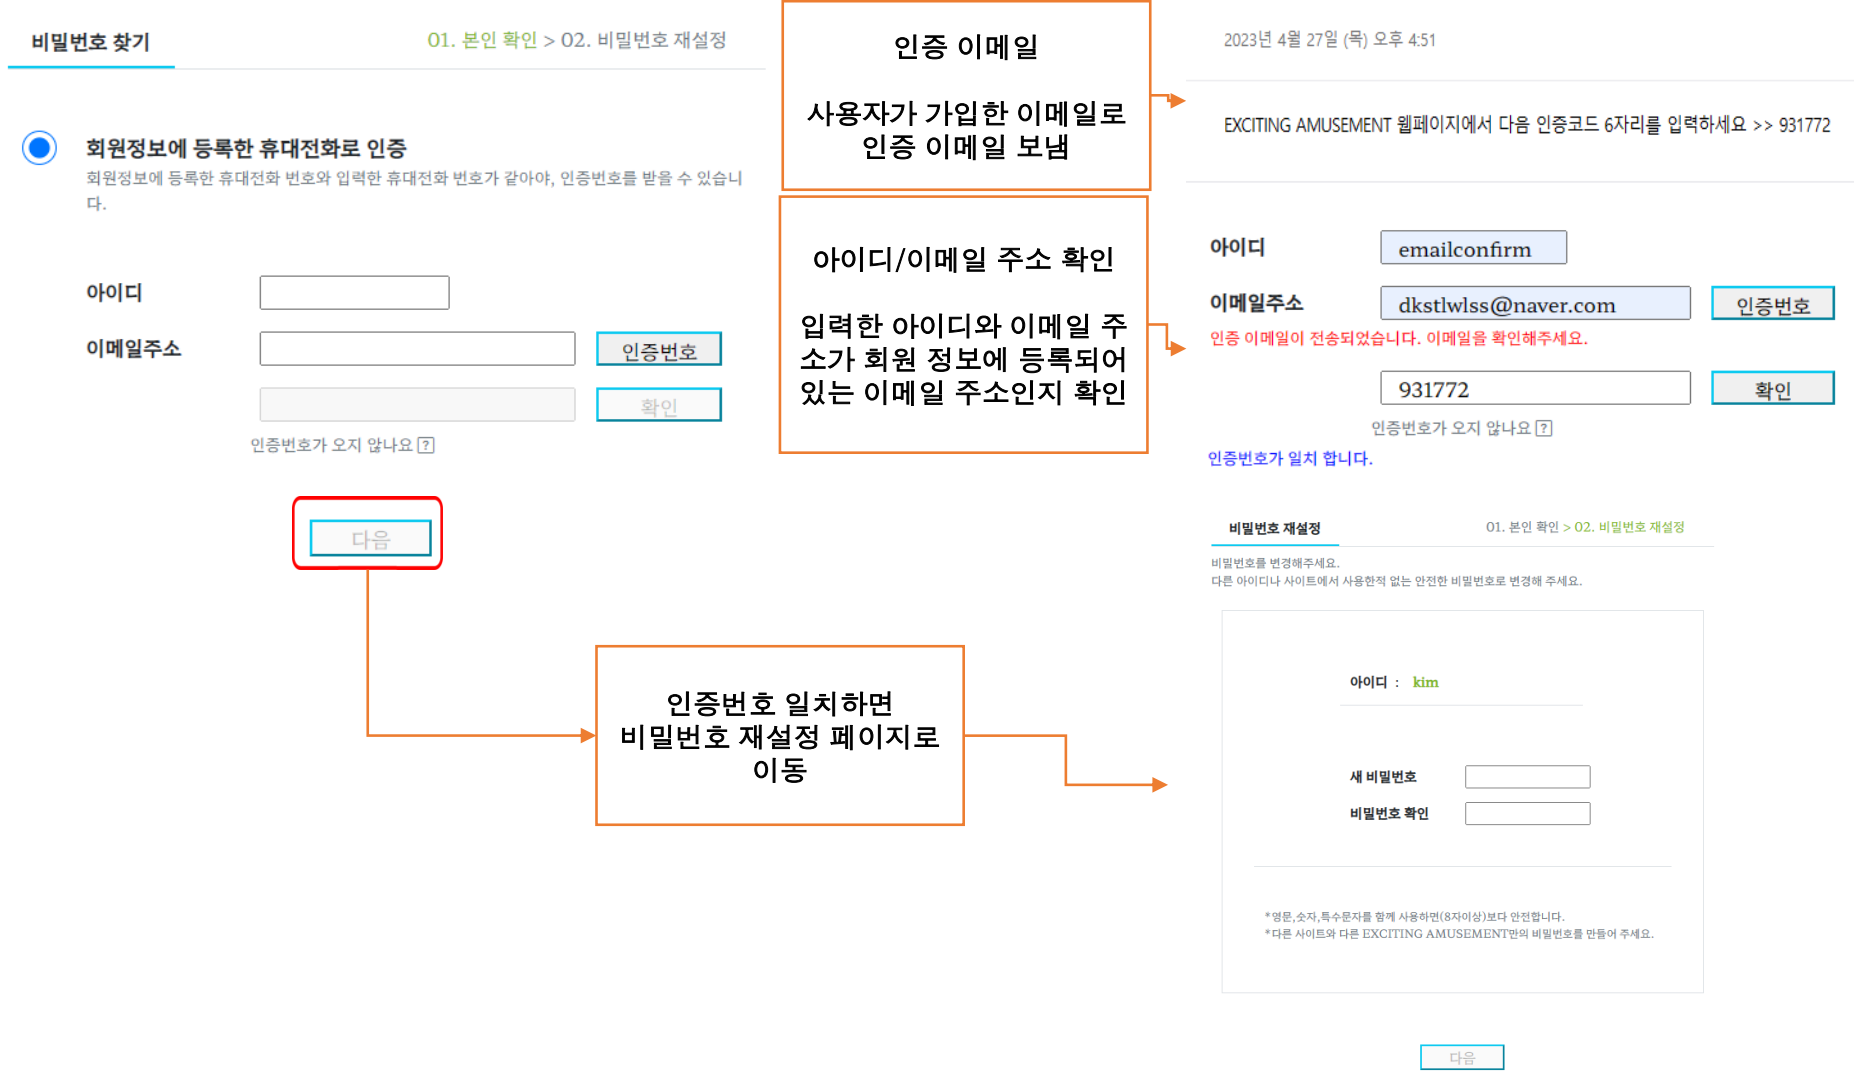 비밀번호 찾기
01. 본인 확인 > 02. 비밀번호 재설정
회원정보에 등록한 휴대전화로 인증
회원정보에 등록한 휴대전화 번호와 입력한 휴대전화 번호가 같아야, 인증번호를 받을 수 있습니
다.
아이디
이메일주소
인증번호
확인
인증번호가 오지 않나요 ?
다음
인증 이메일
사용자가 가입한 이메일로
인증 이메일 보냄
아이디/이메일 주소 확인
입력한 아이디와 이메일 주
소가 회원 정보에 등록되어
있는 이메일 주소인지 확인
인증번호 일치하면
비밀번호 재설정 페이지로
이동
2023년 4월 27일 (목) 오후 4:51
EXCITING AMUSEMENT 웹페이지에서 다음 인증코드 6자리를 입력하세요 >> 931772
아이디
emailconfirm
이메일주소
dkstlwlss@naver.com
인증번호
인증 이메일이 전송되었습니다. 이메일을 확인해주세요.
931772
확인
인증번호가 오지 않나요 ?
인증번호가 일치 합니다.
비밀번호 재설정
01. 본인 확인 > 02. 비밀번호 재설정
비밀번호를 변경해주세요.
다른 아이디나 사이트에서 사용한적 없는 안전한 비밀번호로 변경해 주세요.
아이디 : kim
새 비밀번호
비밀번호 확인
*영문,숫자,특수문자를 함께 사용하면(8자이상)보다 안전합니다.
*다른 사이트와 다른 EXCITING AMUSEMENT만의 비밀번호를 만들어 주세요.
다음